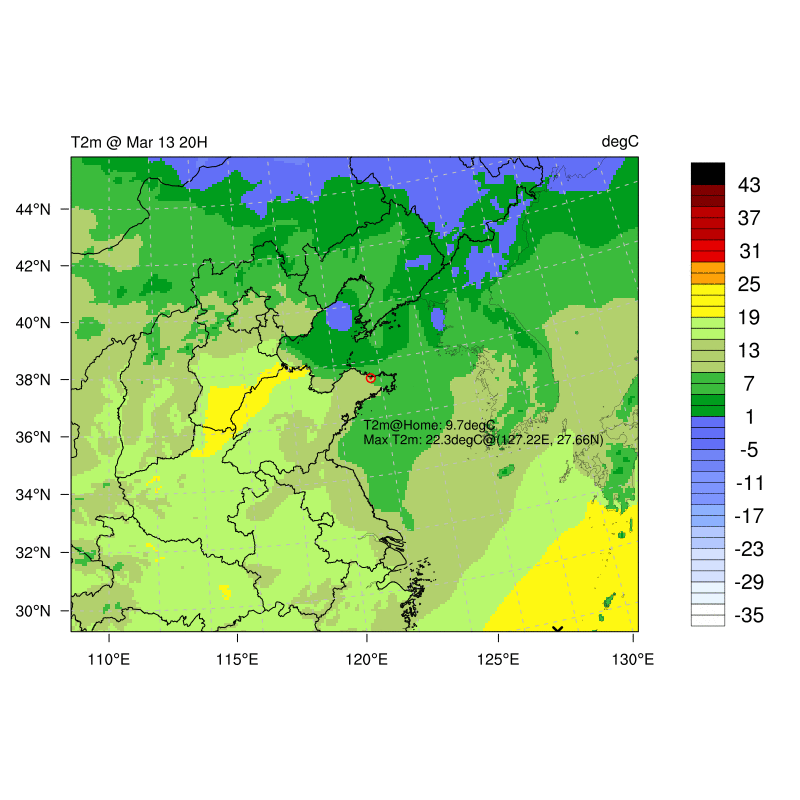 T2m @ Mar 13 20H
degC
44°N
42°N
40°N
38°N
36°N
34°N
32°N
30°N
110°E
115°E
120°E
125°E
130°E
T2m@Home: 9.7degC
Max T2m: 22.3degC@(127.22E, 27.66N)
43
37
31
25
19
13
7
1
-5
-11
-17
-23
-29
-35